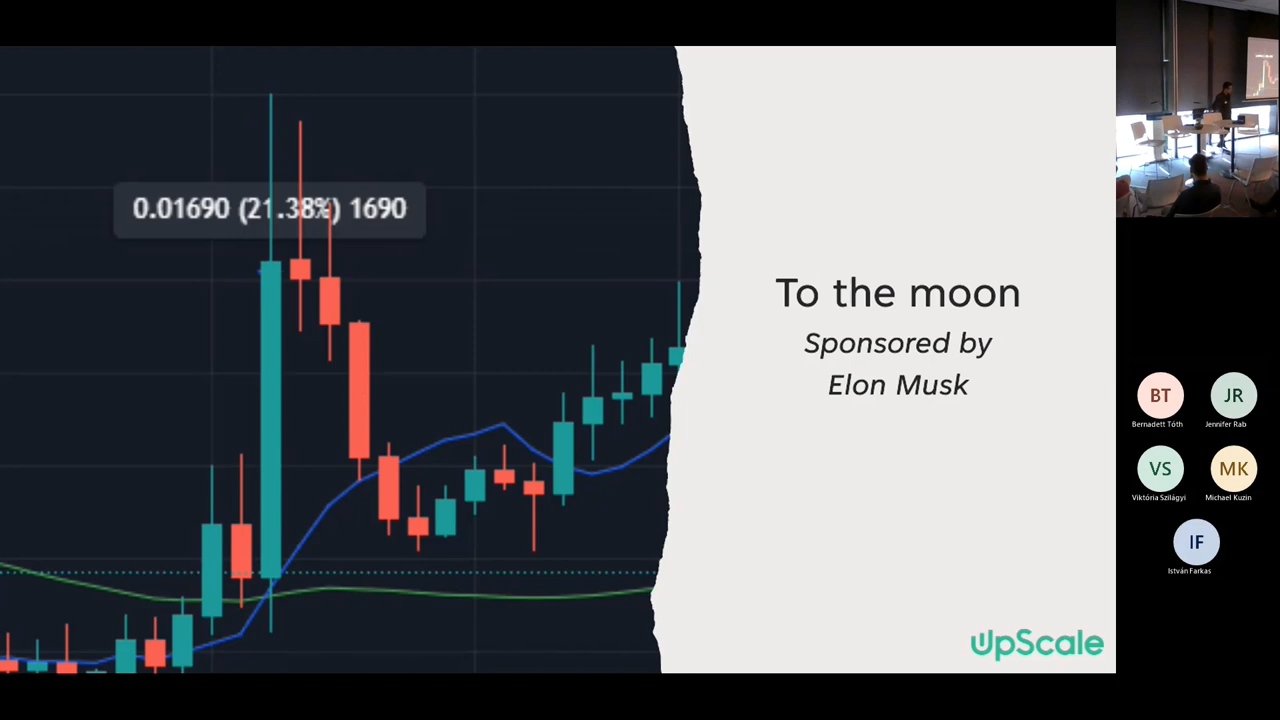 0.01690 (21.38%) 1690
To the moon
Sponsored by
Elon Musk
UpScale
BT
Bernadett Tóth
JR
Jennifer Rab
VS
Viktória Szilágyi
MK
Michael Kuzin
IF
István Farkas